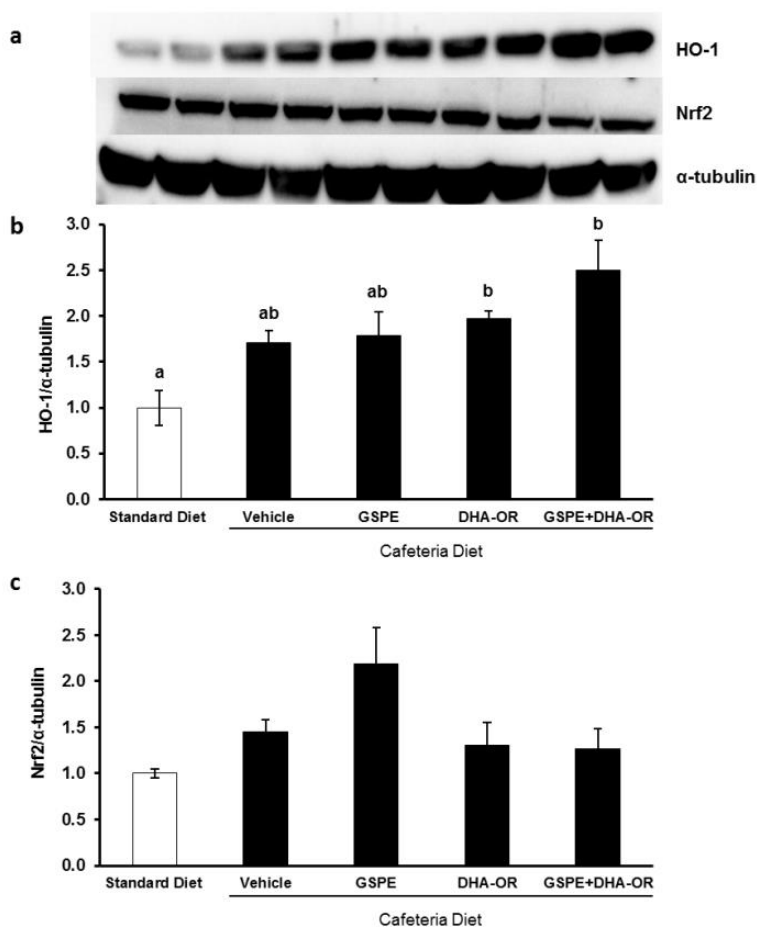 a
HO-1
Nrf2
α-tubulin
b
HO-1/α-tubulin
3.0
2.5
2.0
1.5
1.0
0.5
0.0
a
ab
ab
b
b
Standard Diet
Vehicle
GSPE
DHA-OR
GSPE+DHA-OR
Cafeteria Diet
c
Nrf2/α-tubulin
3.0
2.5
2.0
1.5
1.0
0.5
0.0
Standard Diet
Vehicle
GSPE
DHA-OR
GSPE+DHA-OR
Cafeteria Diet